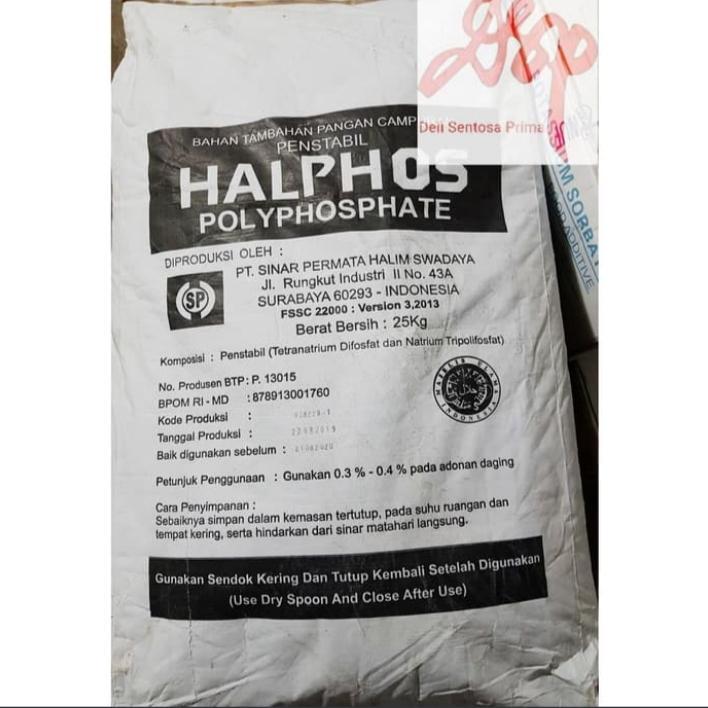 Deli Sentosa Prima
BAHAN TAMBAHAN PANGAN
PENSTABIL
HALPHOS
POLYPHOSPHATE
DIPRODUKSI OLEH :
SP
PT. SINAR PERMATA HALIM SWADAYA
Jl. Rungkut Industri II No. 43A
SURABAYA 60293 - INDONESIA
FSSC 22000 : Version 3,2013
Berat Bersih : 25Kg
Komposisi : Penstabil (Tetranatrium Difosfat dan Natrium Tripolifosfat)
No. Produsen BTP : P. 13015
BPOM RI - MD : 878913001760
Kode Produksi :
Tanggal Produksi :
Baik digunakan sebelum :
MAJELIS ULAMA INDONESIA
حلال
Petunjuk Penggunaan : Gunakan 0.3 % - 0.4 % pada adonan daging
Cara Penyimpanan :
Sebaiknya simpan dalam kemasan tertutup, pada suhu ruangan dan
tempat kering, serta hindarkan dari sinar matahari langsung.
Gunakan Sendok Kering Dan Tutup Kembali Setelah Digunakan
(Use Dry Spoon And Close After Use)